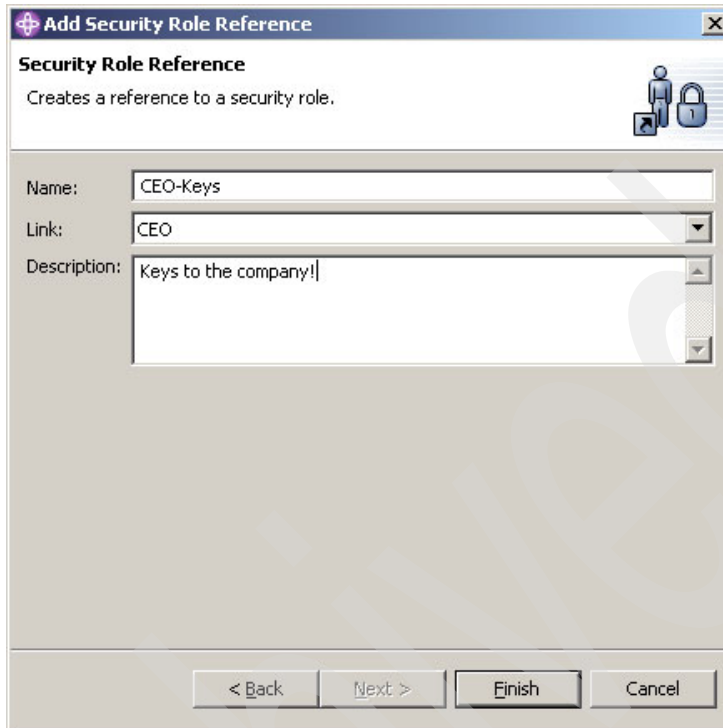 Add Security Role Reference
Security Role Reference
Creates a reference to a security role.
Name: CEO-Keys
Link: CEO
Description: Keys to the company!
< Back Next > Finish Cancel